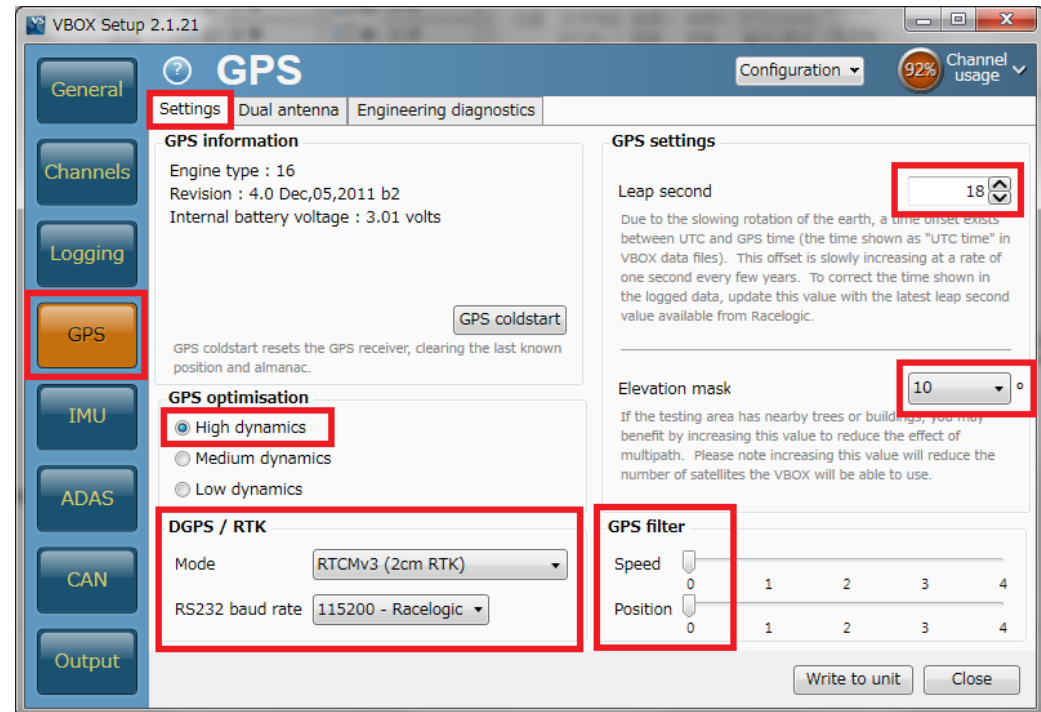 VBOX Setup 2.1.21
General
Channels
Logging
GPS
IMU
ADAS
CAN
Output
? GPS
Configuration
92% Channel usage
Settings Dual antenna Engineering diagnostics
GPS information
Engine type : 16
Revision : 4.0 Dec,05,2011 b2
Internal battery voltage : 3.01 volts
GPS coldstart
GPS coldstart resets the GPS receiver, clearing the last known
position and almanac.
GPS optimisation
High dynamics
Medium dynamics
Low dynamics
DGPS / RTK
Mode RTCMv3 (2cm RTK)
RS232 baud rate 115200 - Racelogic
GPS settings
Leap second 18
Due to the slowing rotation of the earth, a time offset exists
between UTC and GPS time (the time shown as "UTC time" in
VBOX data files). This offset is slowly increasing at a rate of
one second every few years. To correct the time shown in
the logged data, update this value with the latest leap second
value available from Racelogic.
Elevation mask 10 °
If the testing area has nearby trees or buildings, you may
benefit by increasing this value to reduce the effect of
multipath. Please note increasing this value will reduce the
number of satellites the VBOX will be able to use.
GPS filter
Speed
0 1 2 3 4
Position
0 1 2 3 4
Write to unit Close